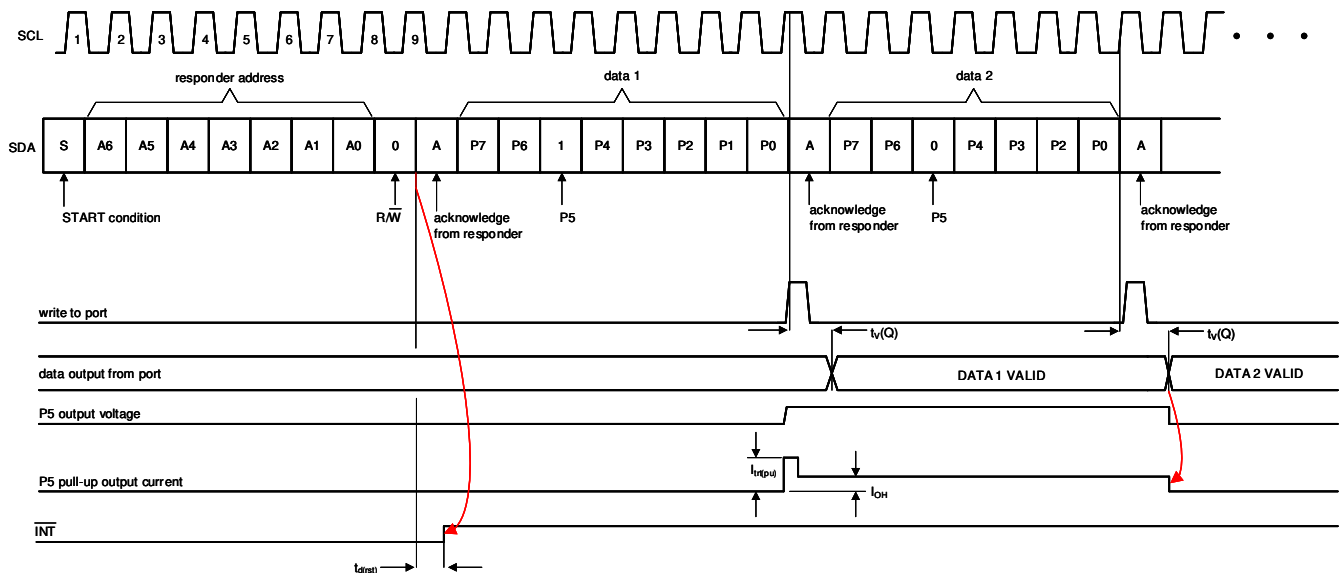 SCL 1 2 3 4 5 6 7 8 9
responder address data 1 data 2
SDA S A6 A5 A4 A3 A2 A1 A0 0 A P7 P6 1 P4 P3 P2 P1 P0 A P7 P6 0 P4 P3 P2 P0 A
START condition
R/W̅
acknowledge
from responder
P5
acknowledge
from responder
P5
acknowledge
from responder
write to port
tv(Q) tv(Q)
data output from port DATA 1 VALID DATA 2 VALID
P5 output voltage
Itrt(pu)
P5 pull-up output current IOH
I̅N̅T̅
td(rst)